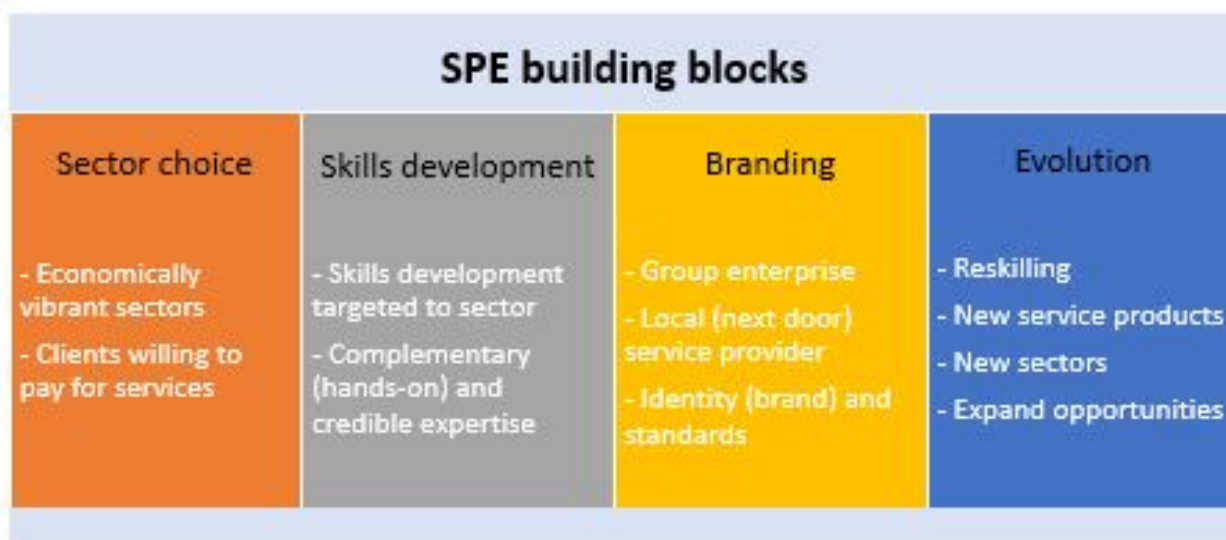 SPE building blocks
Sector choice
- Economically
vibrant sectors
- Clients willing to
pay for services
Skills development
- Skills development
targeted to sector
- Complementary
(hands-on) and
credible expertise
Branding
- Group enterprise
- Local (next door)
service provider
- Identity (brand) and
standards
Evolution
- Reskilling
- New service products
- New sectors
- Expand opportunities